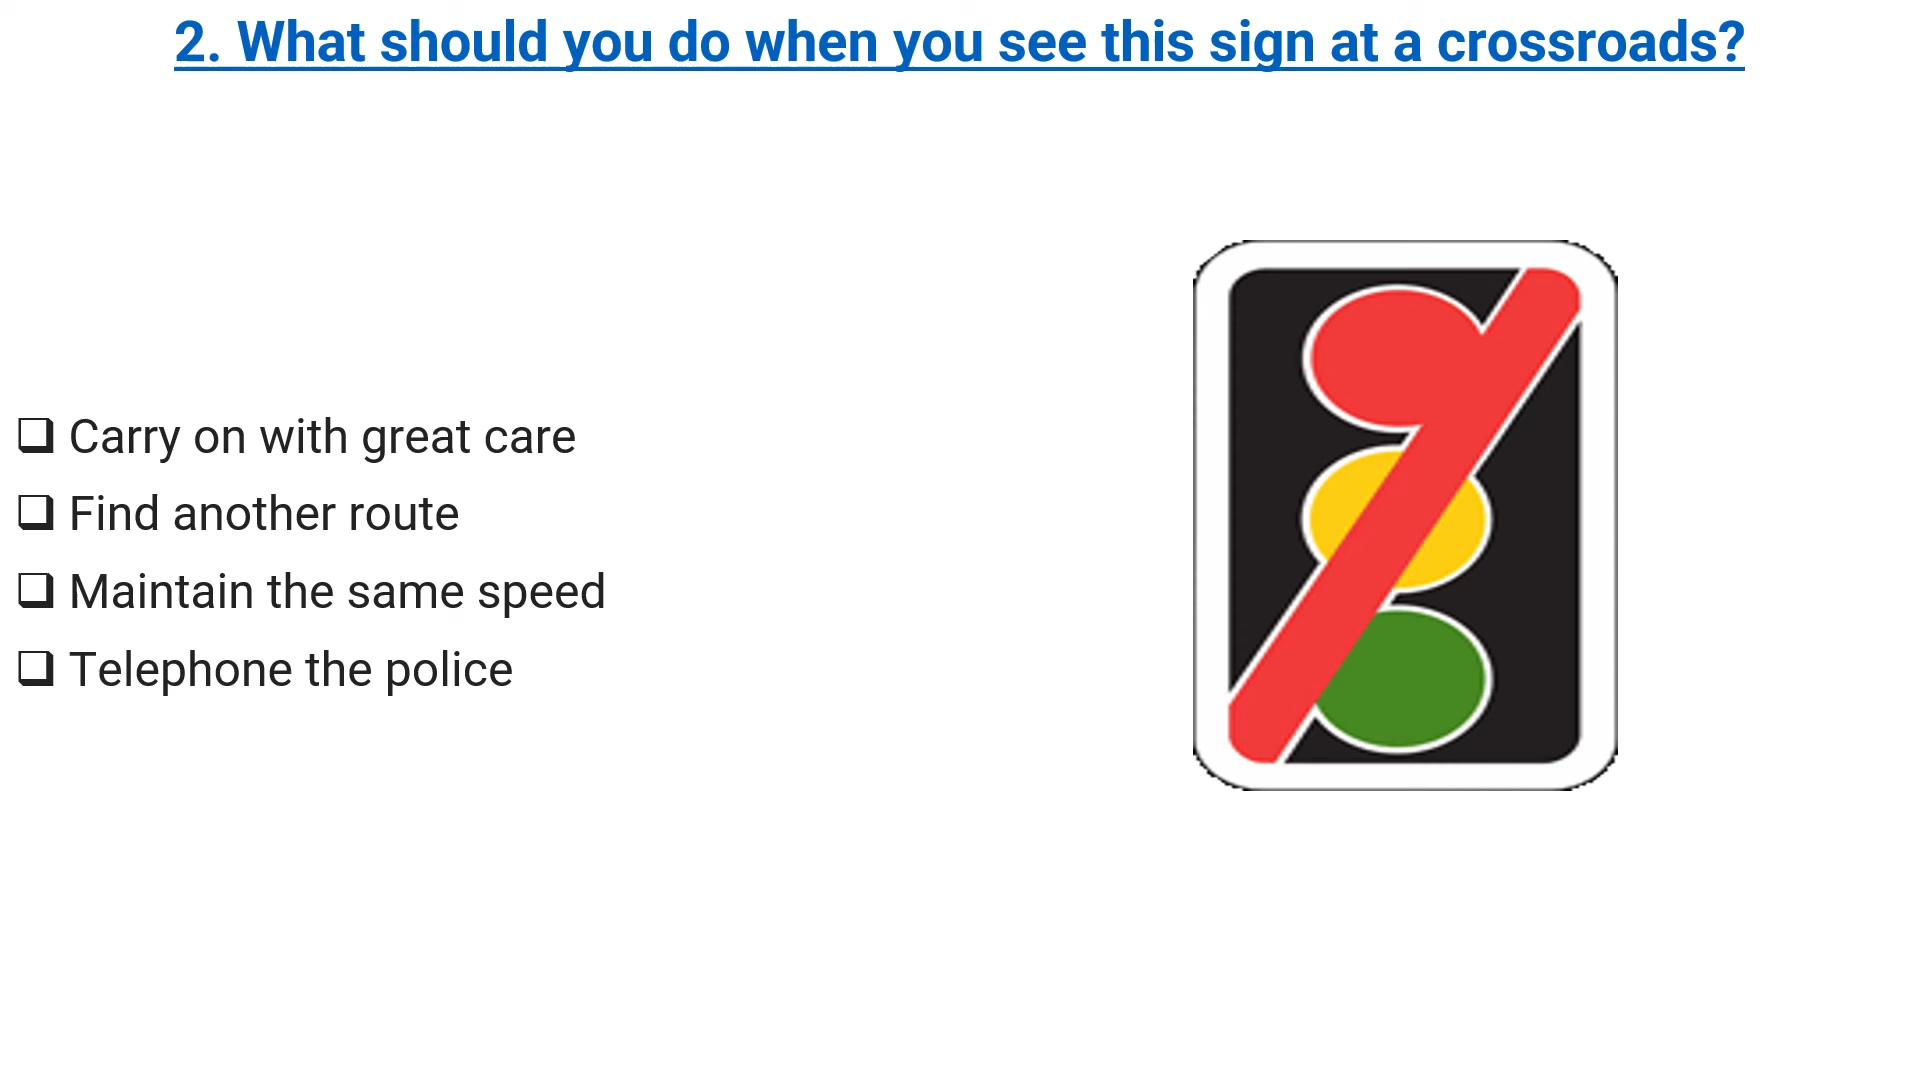 2. What should you do when you see this sign at a crossroads?
Carry on with great care
Find another route
Maintain the same speed
Telephone the police